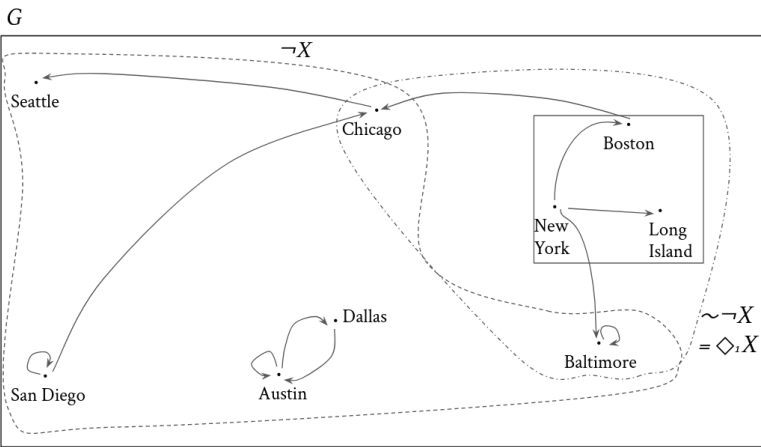 G
¬X
Seattle
Chicago
Boston
New
York
Long
Island
~¬X
= ◇₁X
Dallas
Baltimore
San Diego
Austin